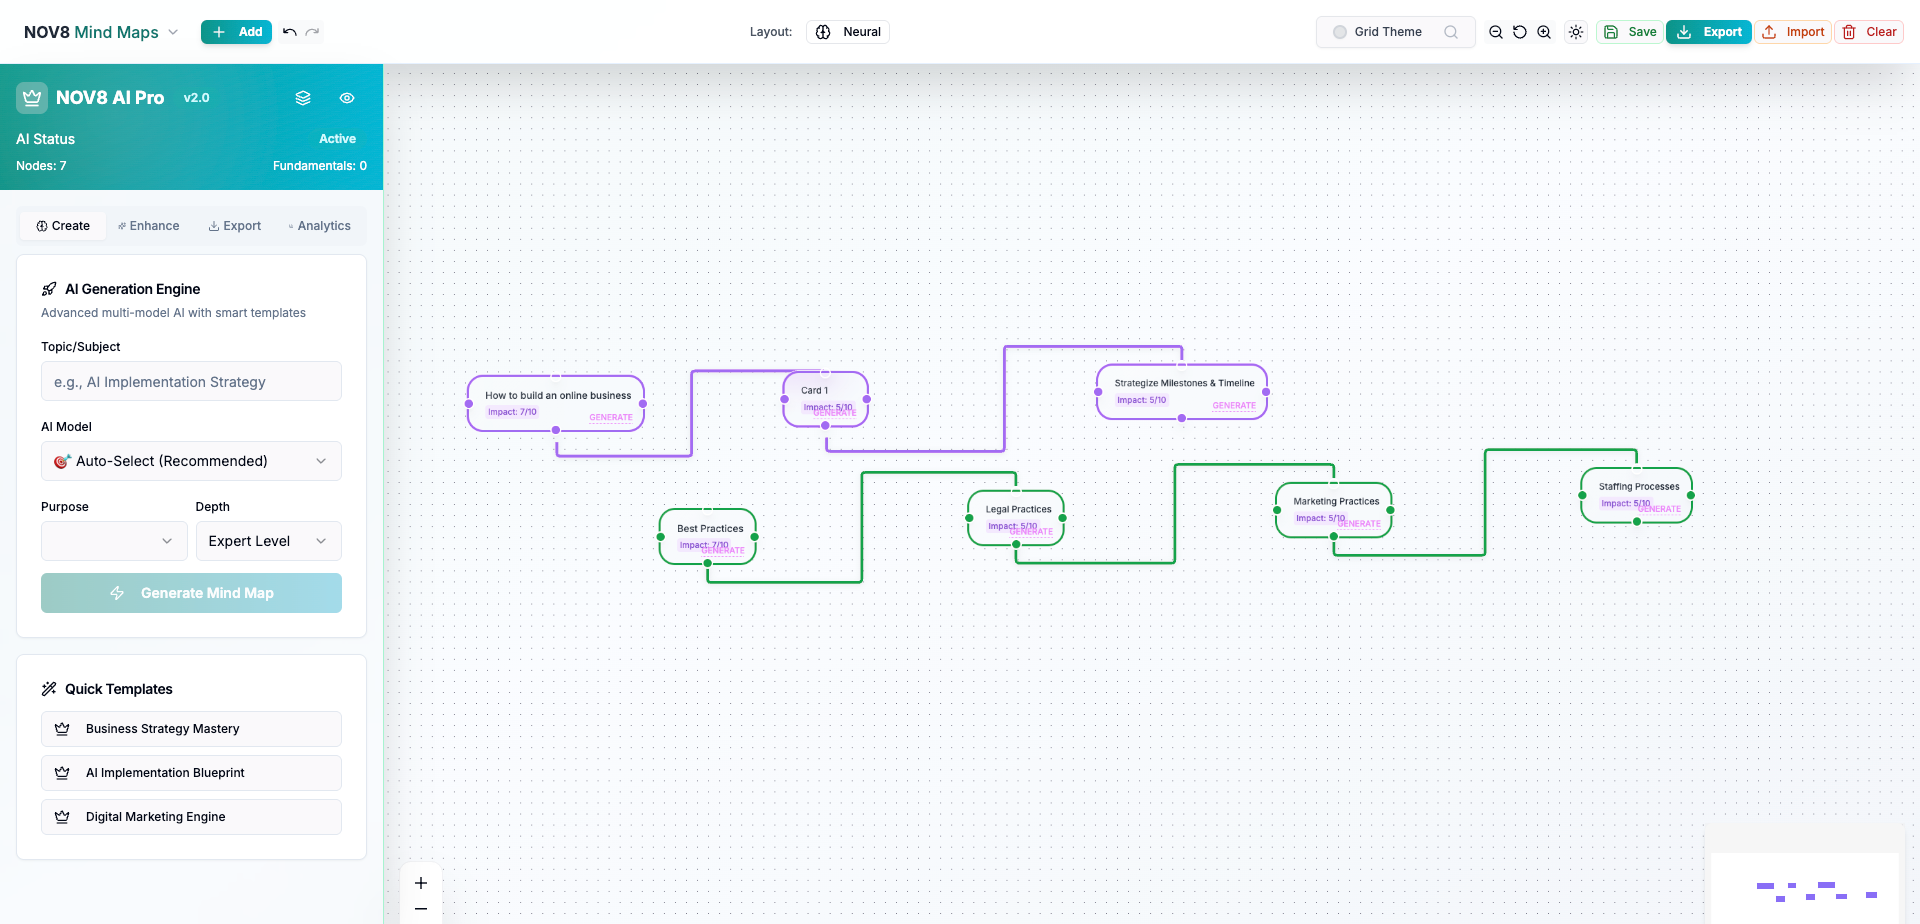 NOV8 Mind Maps
Add
Layout:
Neural
Grid Theme
Save
Export
Import
Clear
NOV8 AI Pro
v2.0
AI Status
Active
Nodes: 7
Fundamentals: 0
Create
Enhance
Export
Analytics
AI Generation Engine
Advanced multi-model AI with smart templates
Topic/Subject
e.g., AI Implementation Strategy
AI Model
Auto-Select (Recommended)
Purpose
Depth
Expert Level
Generate Mind Map
Quick Templates
Business Strategy Mastery
AI Implementation Blueprint
Digital Marketing Engine
How to build an online business
Impact: 7/10
GENERATE
Card 1
Impact: 5/10
GENERATE
Strategize Milestones & Timeline
Impact: 5/10
GENERATE
Best Practices
Impact: 7/10
GENERATE
Legal Practices
Impact: 5/10
GENERATE
Marketing Practices
Impact: 5/10
GENERATE
Staffing Processes
Impact: 5/10
GENERATE